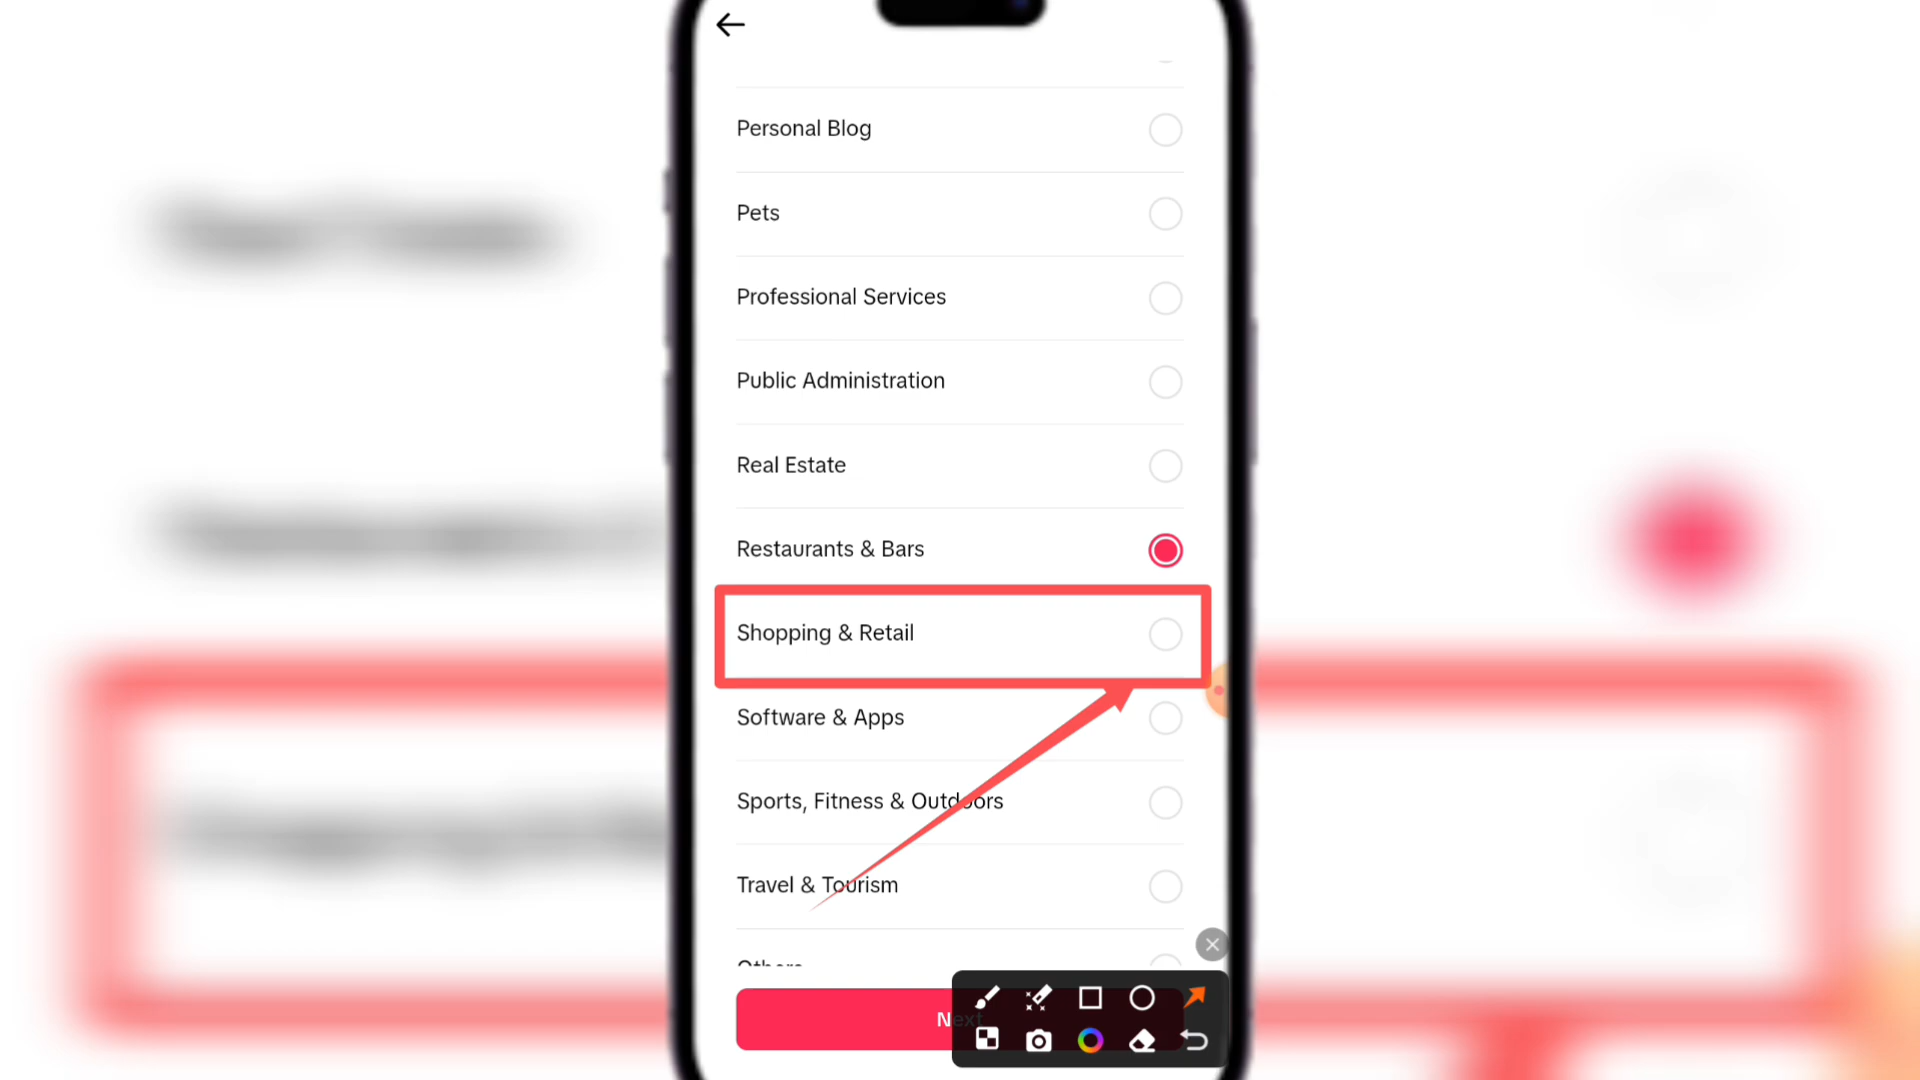 Personal Blog
Pets
Professional Services
Public Administration
Real Estate
Restaurants & Bars
Shopping & Retail
Software & Apps
Sports, Fitness & Outdoors
Travel & Tourism
Others
Next